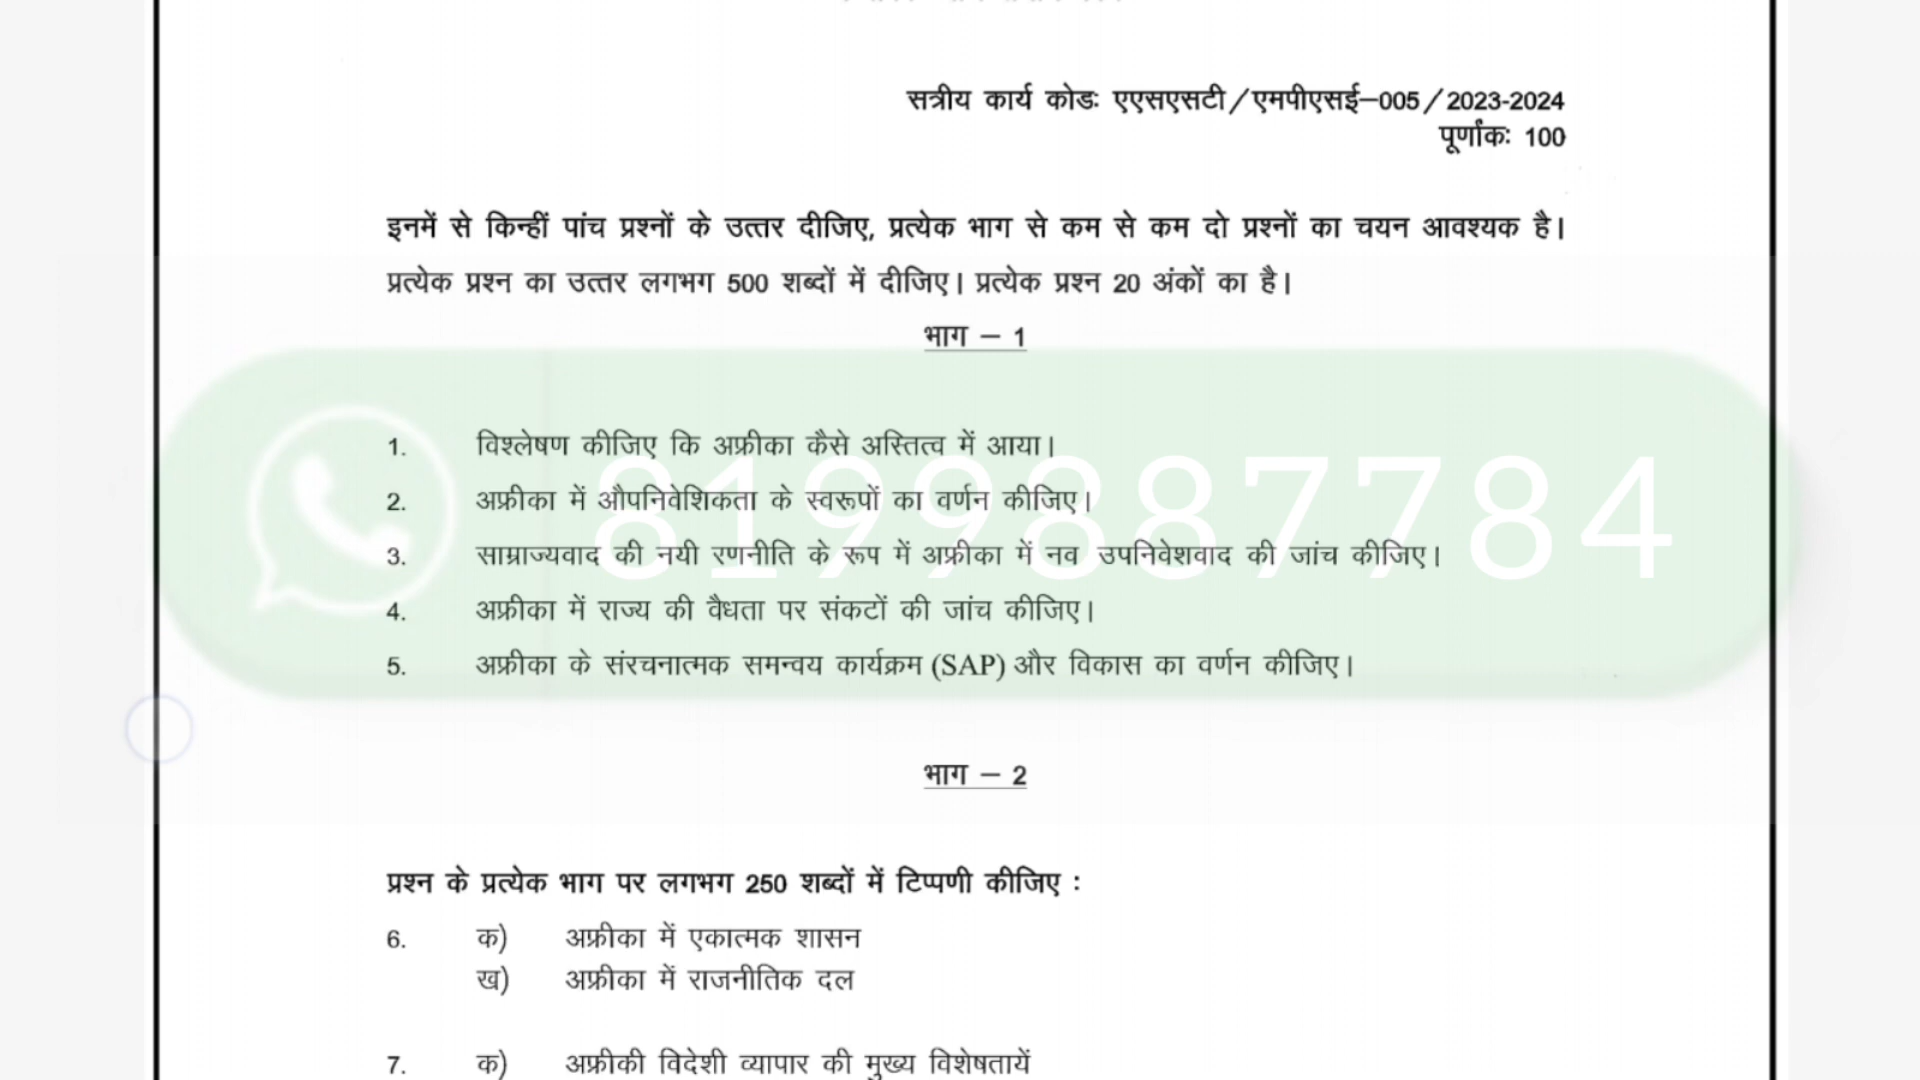 सत्रीय कार्य कोडः एएसएसटी/एमपीएसई–005/2023-2024
पूर्णांकः 100
इनमें से किन्हीं पांच प्रश्नों के उत्तर दीजिए, प्रत्येक भाग से कम से कम दो प्रश्नों का चयन आवश्यक है।
प्रत्येक प्रश्न का उत्तर लगभग 500 शब्दों में दीजिए। प्रत्येक प्रश्न 20 अंकों का है।
भाग – 1
1. विश्लेषण कीजिए कि अफ्रीका कैसे अस्तित्व में आया।
2. अफ्रीका में औपनिवेशिकता के स्वरूपों का वर्णन कीजिए।
8199887784
3. साम्राज्यवाद की नयी रणनीति के रूप में अफ्रीका में नव उपनिवेशवाद की जांच कीजिए।
4. अफ्रीका में राज्य की वैधता पर संकटों की जांच कीजिए।
5. अफ्रीका के संरचनात्मक समन्वय कार्यक्रम (SAP) और विकास का वर्णन कीजिए।
भाग – 2
प्रश्न के प्रत्येक भाग पर लगभग 250 शब्दों में टिप्पणी कीजिए :
6. क) अफ्रीका में एकात्मक शासन
ख) अफ्रीका में राजनीतिक दल
7. क) अफ्रीकी विदेशी व्यापार की मुख्य विशेषतायें